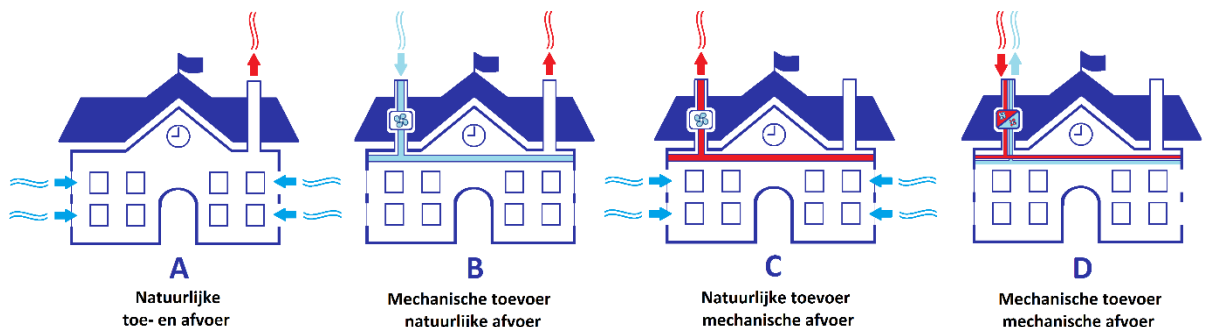 A
Natuurlijke
toe- en afvoer
B
Mechanische toevoer
natuurlijke afvoer
C
Natuurlijke toevoer
mechanische afvoer
D
Mechanische toevoer
mechanische afvoer